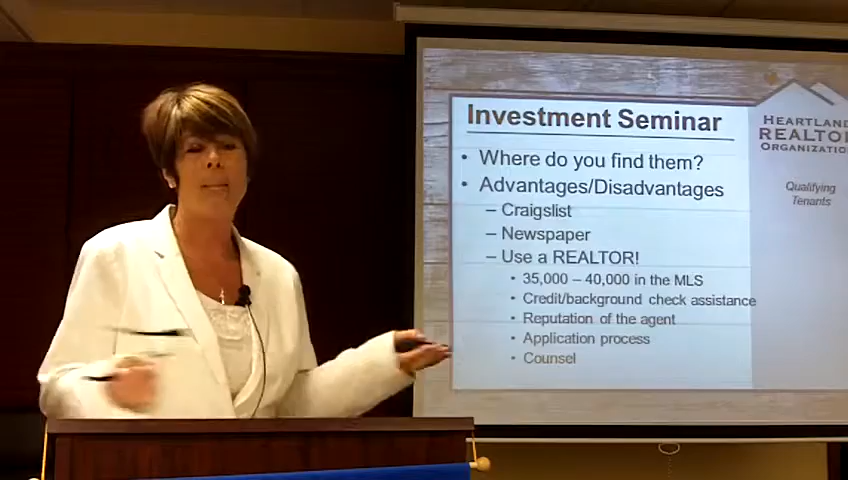 Investment Seminar
• Where do you find them?
• Advantages/Disadvantages
– Craigslist
– Newspaper
– Use a REALTOR!
• 35,000 – 40,000 in the MLS
• Credit/background check assistance
• Reputation of the agent
• Application process
• Counsel
HEARTLAND
REALTOR
ORGANIZATION
Qualifying
Tenants